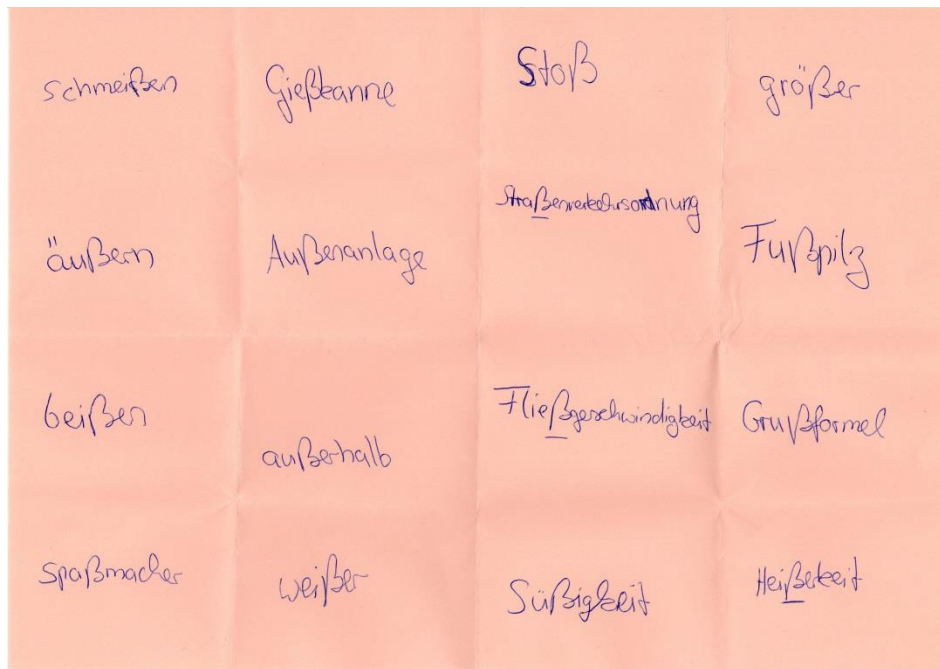 schmeißen Gießkanne Stoß größer
äußern Außenanlage Straßenverkehrsordnung Fußpilz
beißen außerhalb Fließgeschwindigkeit Grußformel
Spaßmacher weißer Süßigkeit Heißerkeit